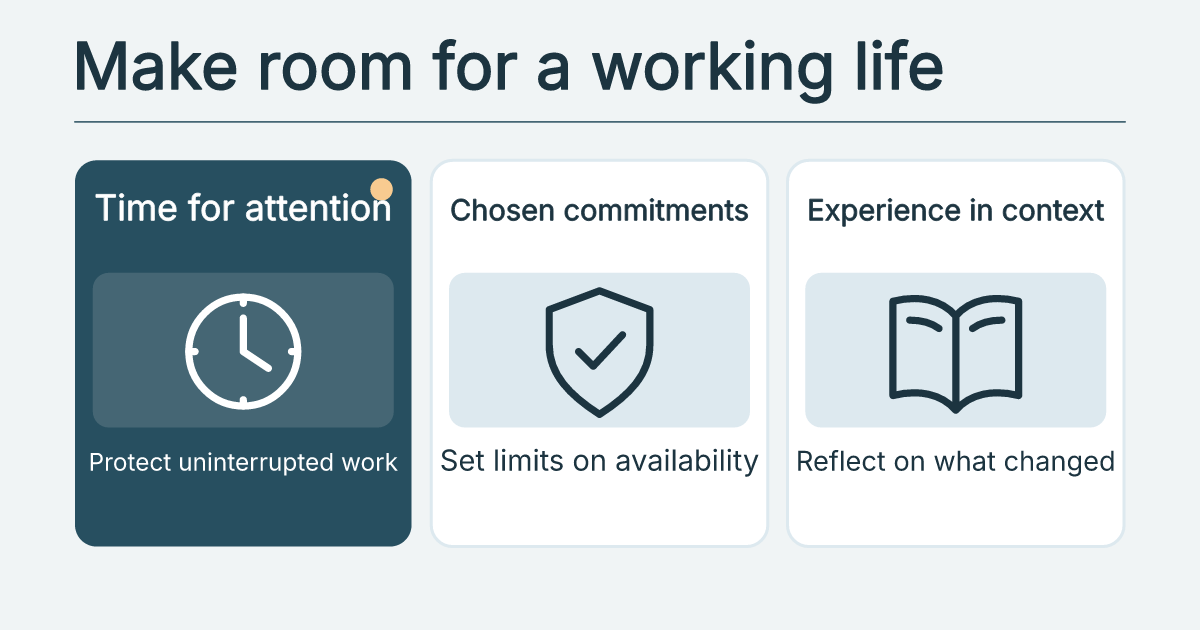 Make room for a working life
Time for attention
Chosen commitments
Experience in context
Protect uninterrupted work
Set limits on availability
Reflect on what changed